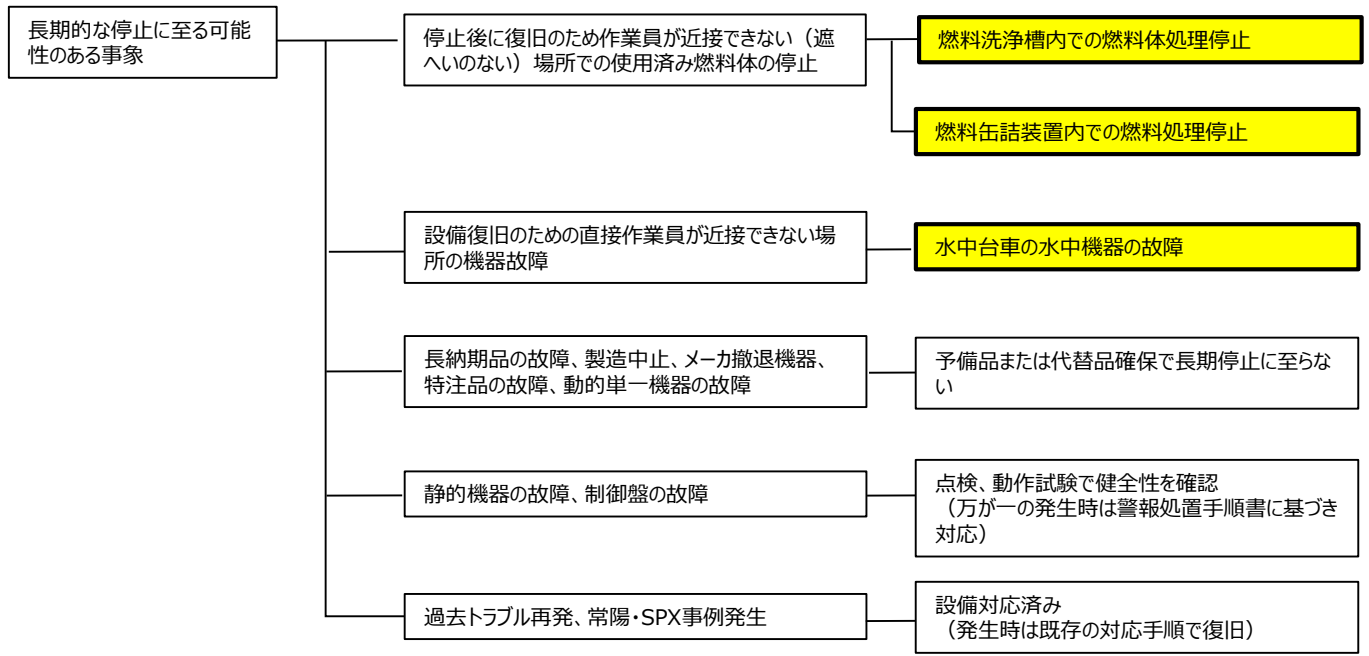 長期的な停止に至る可能
性のある事象
停止後に復旧のため作業員が近接できない（遮
へいのない）場所での使用済み燃料体の停止
燃料洗浄槽内での燃料体処理停止
燃料缶詰装置内での燃料処理停止
設備復旧のための直接作業員が近接できない場
所の機器故障
水中台車の水中機器の故障
長納期品の故障、製造中止、メーカ撤退機器、
特注品の故障、動的単一機器の故障
予備品または代替品確保で長期停止に至らな
い
静的機器の故障、制御盤の故障
点検、動作試験で健全性を確認
（万が一の発生時は警報処置手順書に基づき
対応）
過去トラブル再発、常陽・SPX事例発生
設備対応済み
（発生時は既存の対応手順で復旧）